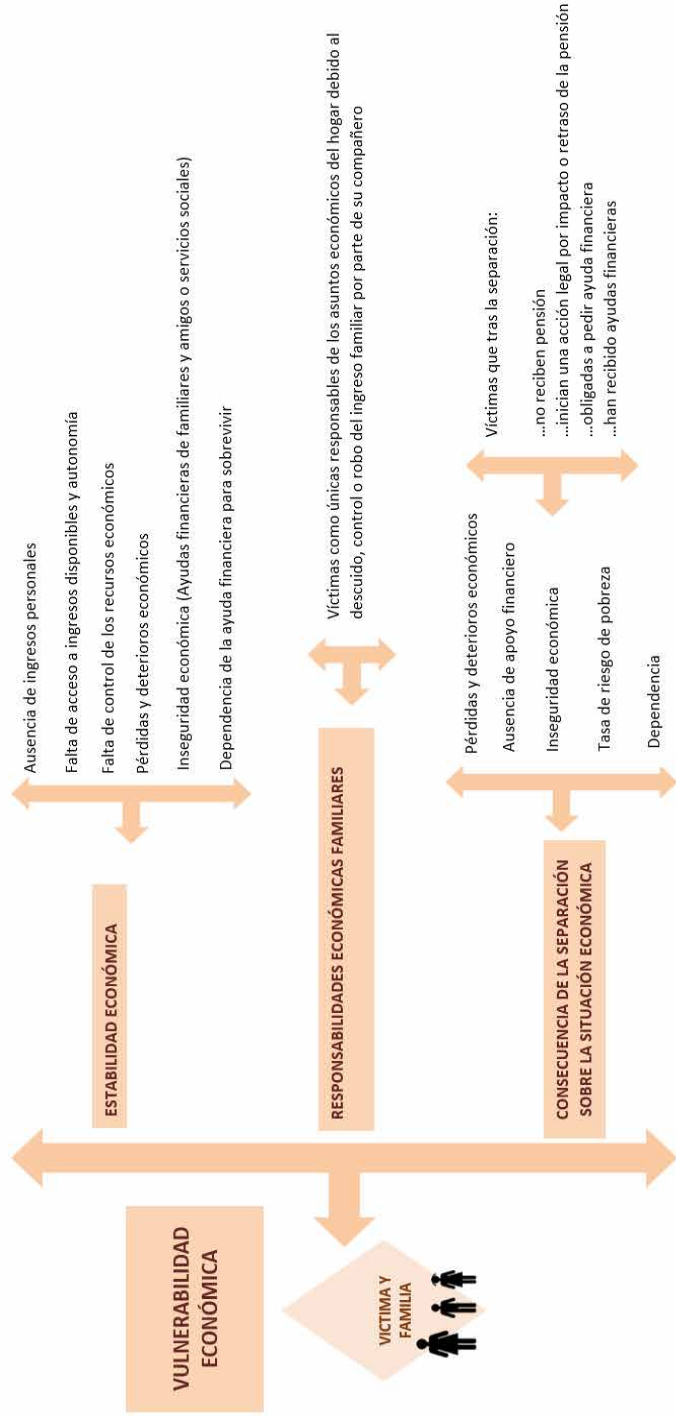 VULNERABILIDAD
ECONÓMICA
VICTIMA Y
FAMILIA
ESTABILIDAD ECONÓMICA
Ausencia de ingresos personales
Falta de acceso a ingresos disponibles y autonomía
Falta de control de los recursos económicos
Pérdidas y deterioros económicos
Inseguridad económica (Ayudas financieras de familiares y amigos o servicios sociales)
Dependencia de la ayuda financiera para sobrevivir
RESPONSABILIDADES ECONÓMICAS FAMILIARES
Víctimas como únicas responsables de los asuntos económicos del hogar debido al
descuido, control o robo del ingreso familiar por parte de su compañero
CONSECUENCIA DE LA SEPARACIÓN
SOBRE LA SITUACIÓN ECONÓMICA
Pérdidas y deterioros económicos
Ausencia de apoyo financiero
Inseguridad económica
Tasa de riesgo de pobreza
Dependencia
Víctimas que tras la separación:
...no reciben pensión
...inician una acción legal por impacto o retraso de la pensión
...obligadas a pedir ayuda financiera
...han recibido ayudas financieras